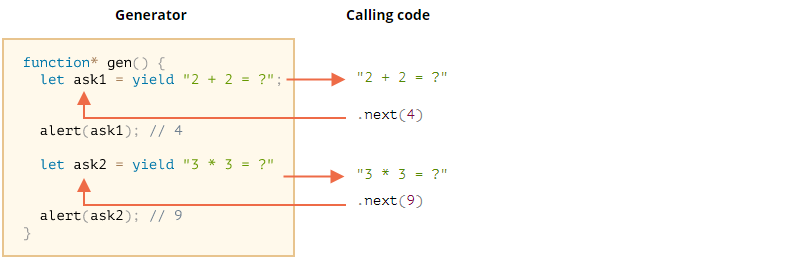 Generator
Calling code
function* gen() {
let ask1 = yield "2 + 2 = ?";
"2 + 2 = ?"
.next(4)
alert(ask1); // 4
let ask2 = yield "3 * 3 = ?"
"3 * 3 = ?"
.next(9)
alert(ask2); // 9
}